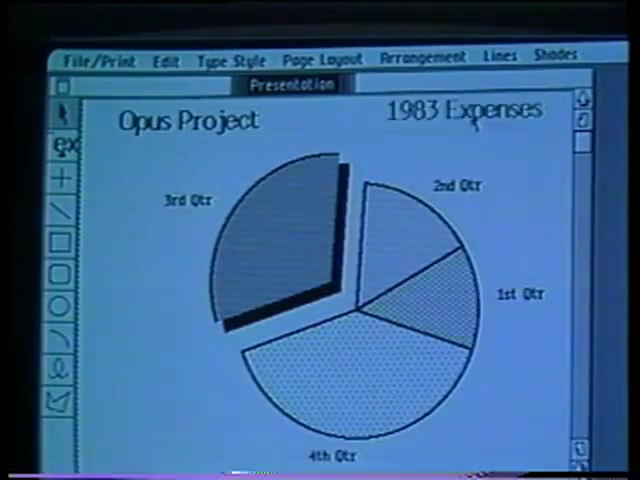 File/Print Edit Type Style Page Layout Arrangement Lines Shades
Presentation
Opus Project
1983 Expenses
ex
3rd Qtr
2nd Qtr
1st Qtr
4th Qtr